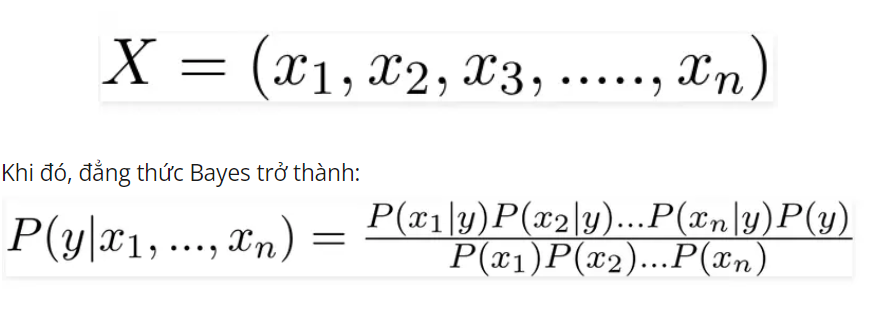 X = (x₁, x₂, x₃, ....., xₙ)
Khi đó, đẳng thức Bayes trở thành:
P(y|x₁, ..., xₙ) = P(x₁|y)P(x₂|y)...P(xₙ|y)P(y) / P(x₁)P(x₂)...P(xₙ)